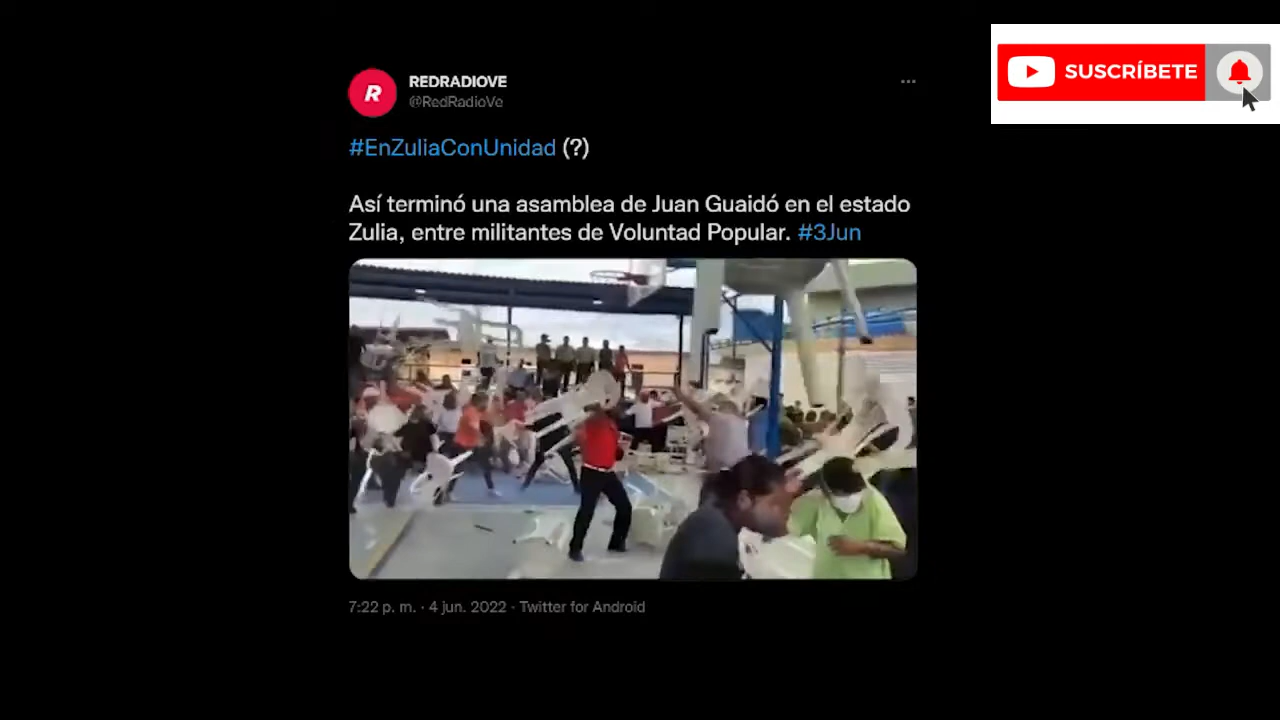 REDRADIOVE
@RedRadioVe
SUSCRÍBETE
#EnZuliaConUnidad (?)
Así terminó una asamblea de Juan Guaidó en el estado
Zulia, entre militantes de Voluntad Popular. #3Jun
7:22 p. m. · 4 jun. 2022 · Twitter for Android